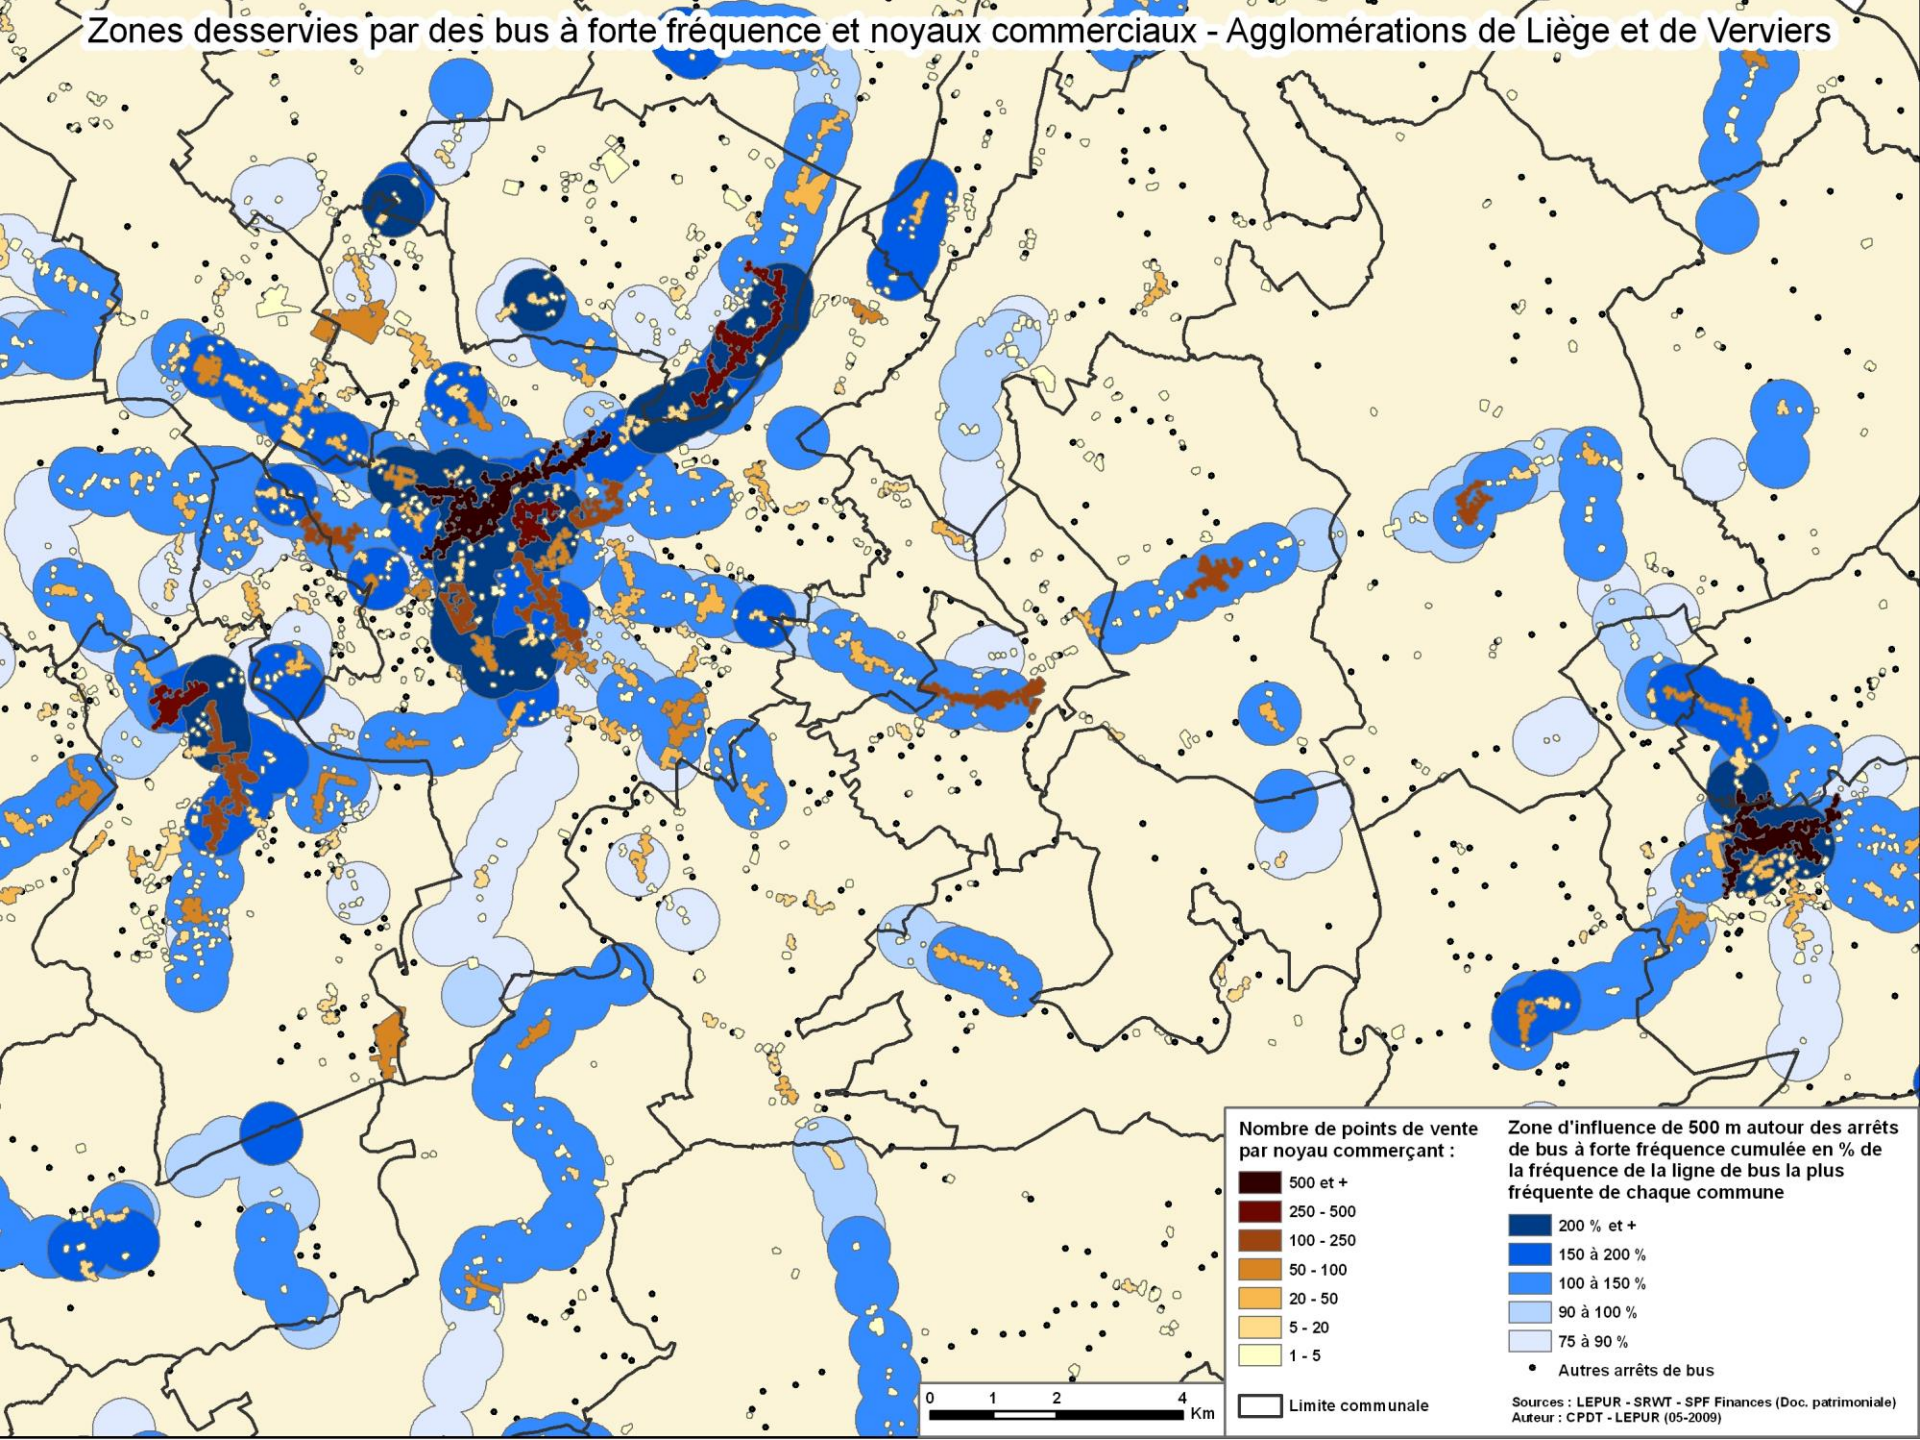 Zones desservies par des bus à forte fréquence et noyaux commerciaux - Agglomérations de Liège et de Verviers
Nombre de points de vente
par noyau commerçant :
500 et +
250 - 500
100 - 250
50 - 100
20 - 50
5 - 20
1 - 5
Limite communale
Zone d'influence de 500 m autour des arrêts
de bus à forte fréquence cumulée en % de
la fréquence de la ligne de bus la plus
fréquente de chaque commune
200 % et +
150 à 200 %
100 à 150 %
90 à 100 %
75 à 90 %
Autres arrêts de bus
Sources : LEPUR - SRWT - SPF Finances (Doc. patrimoniale)
Auteur : CPDT - LEPUR (05-2009)
0 1 2 4
Km